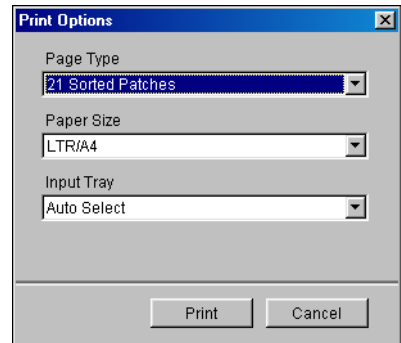 Print Options
Page Type
21 Sorted Patches
Paper Size
LTR/A4
Input Tray
Auto Select
Print Cancel